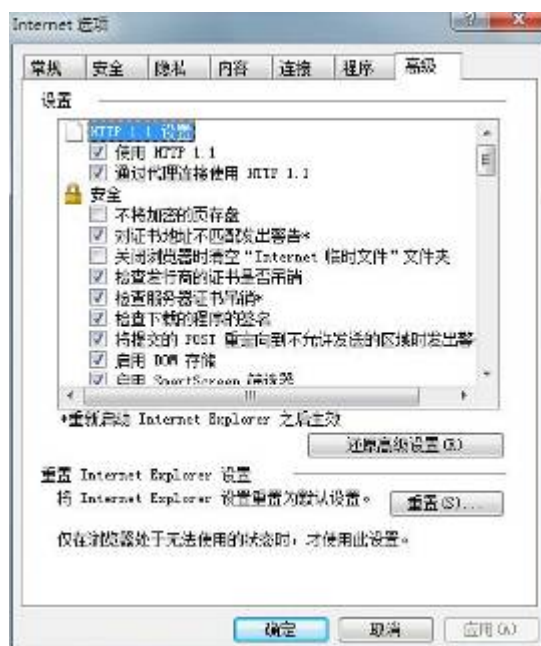 Internet 选项
常规 安全 隐私 内容 连接 程序 高级
设置
HTTP 1.1 设置
使用 HTTP 1.1
通过代理连接使用 HTTP 1.1
安全
不将加密的页存盘
对证书地址不匹配发出警告*
关闭浏览器时清空“Internet 临时文件”文件夹
检查发行商的证书是否吊销
检查服务器证书吊销*
检查下载的程序的签名
将提交的 POST 重定向到不允许发送的区域时发出警
启用 DOM 存储
启用 SmartScreen 筛选器
*重新启动 Internet Explorer 之后生效
还原高级设置(R)
重置 Internet Explorer 设置
将 Internet Explorer 设置重置为默认设置。 重置(S)...
仅在浏览器处于无法使用的状态时，才使用此设置。
确定 取消 应用(A)